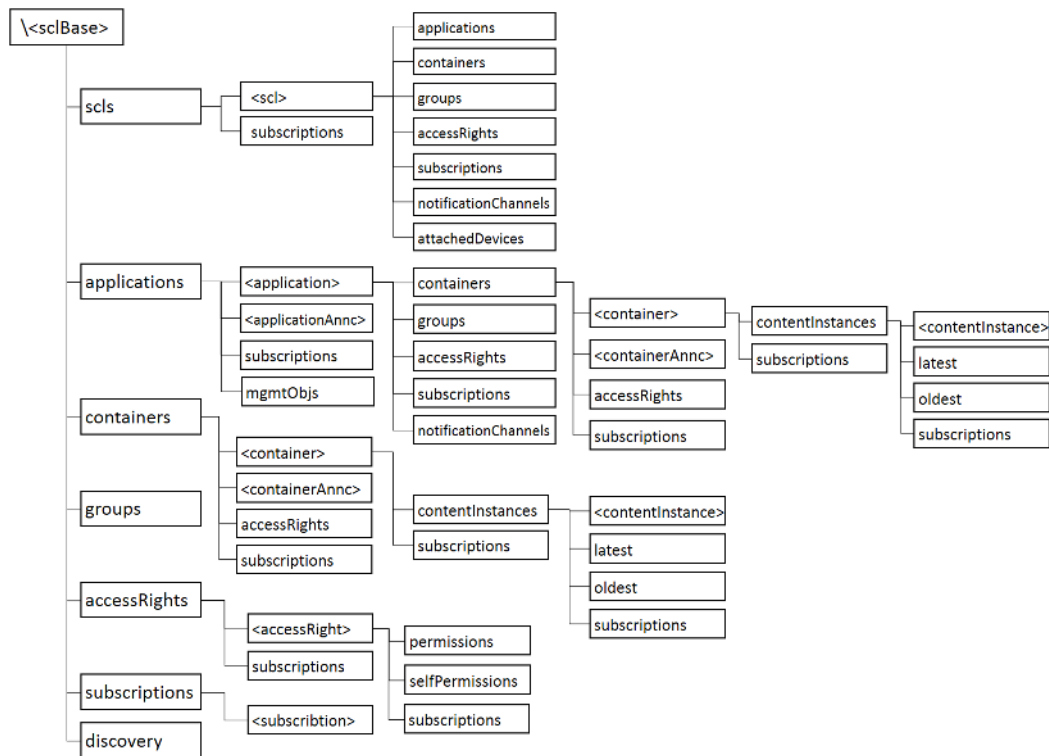 \<sclBase>
scls
<scl>
subscriptions
applications
containers
groups
accessRights
subscriptions
notificationChannels
attachedDevices
applications
<application>
<applicationAnnc>
subscriptions
mgmtObjs
containers
groups
accessRights
subscriptions
notificationChannels
<container>
<containerAnnc>
accessRights
subscriptions
contentInstances
subscriptions
<contentInstance>
latest
oldest
subscriptions
containers
<container>
<containerAnnc>
accessRights
subscriptions
contentInstances
subscriptions
<contentInstance>
latest
oldest
subscriptions
groups
accessRights
<accessRight>
subscriptions
permissions
selfPermissions
subscriptions
subscriptions
<subscribtion>
discovery